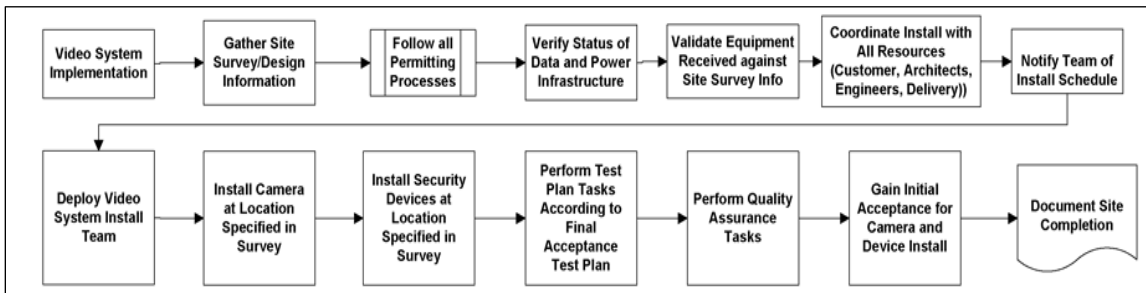 Video System
Implementation
Gather Site
Survey/Design
Information
Follow all
Permitting
Processes
Verify Status of
Data and Power
Infrastructure
Validate Equipment
Received against
Site Survey Info
Coordinate Install with
All Resources
(Customer, Architects,
Engineers, Delivery))
Notify Team of
Install Schedule
Deploy Video
System Install
Team
Install Camera
at Location
Specified in
Survey
Install Security
Devices at
Location
Specified in
Survey
Perform Test
Plan Tasks
According to
Final
Acceptance
Test Plan
Perform Quality
Assurance
Tasks
Gain Initial
Acceptance for
Camera and
Device Install
Document Site
Completion